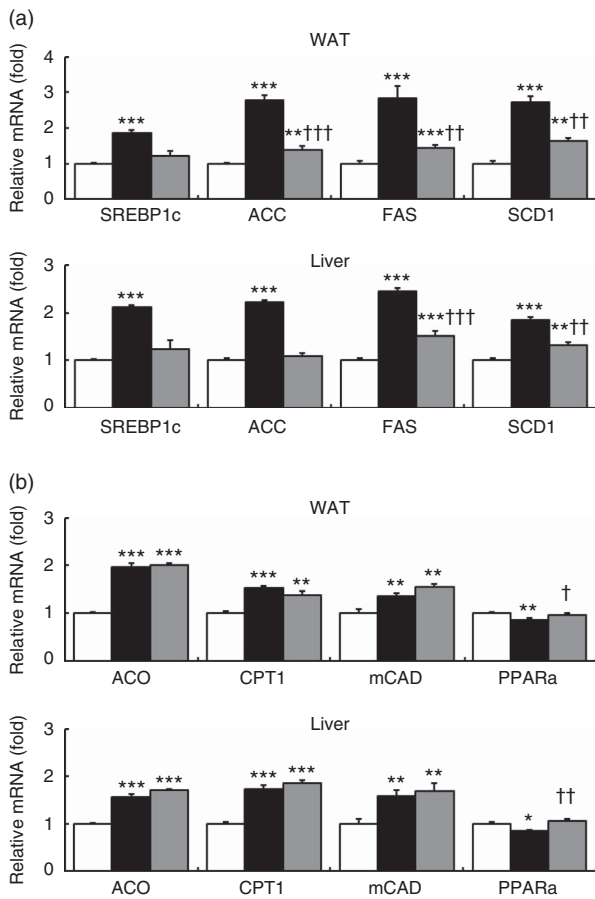 (a)
WAT
Relative mRNA (fold)
4
3
2
1
0
***
***
**†††
***
***††
***
**††
SREBP1c ACC FAS SCD1
Liver
Relative mRNA (fold)
3
2
1
0
***
***
***
***†††
***
**††
SREBP1c ACC FAS SCD1
(b)
WAT
Relative mRNA (fold)
3
2
1
0
*** ***
*** **
** **
** †
ACO CPT1 mCAD PPARa
Liver
Relative mRNA (fold)
3
2
1
0
*** ***
*** ***
** **
* ††
ACO CPT1 mCAD PPARa